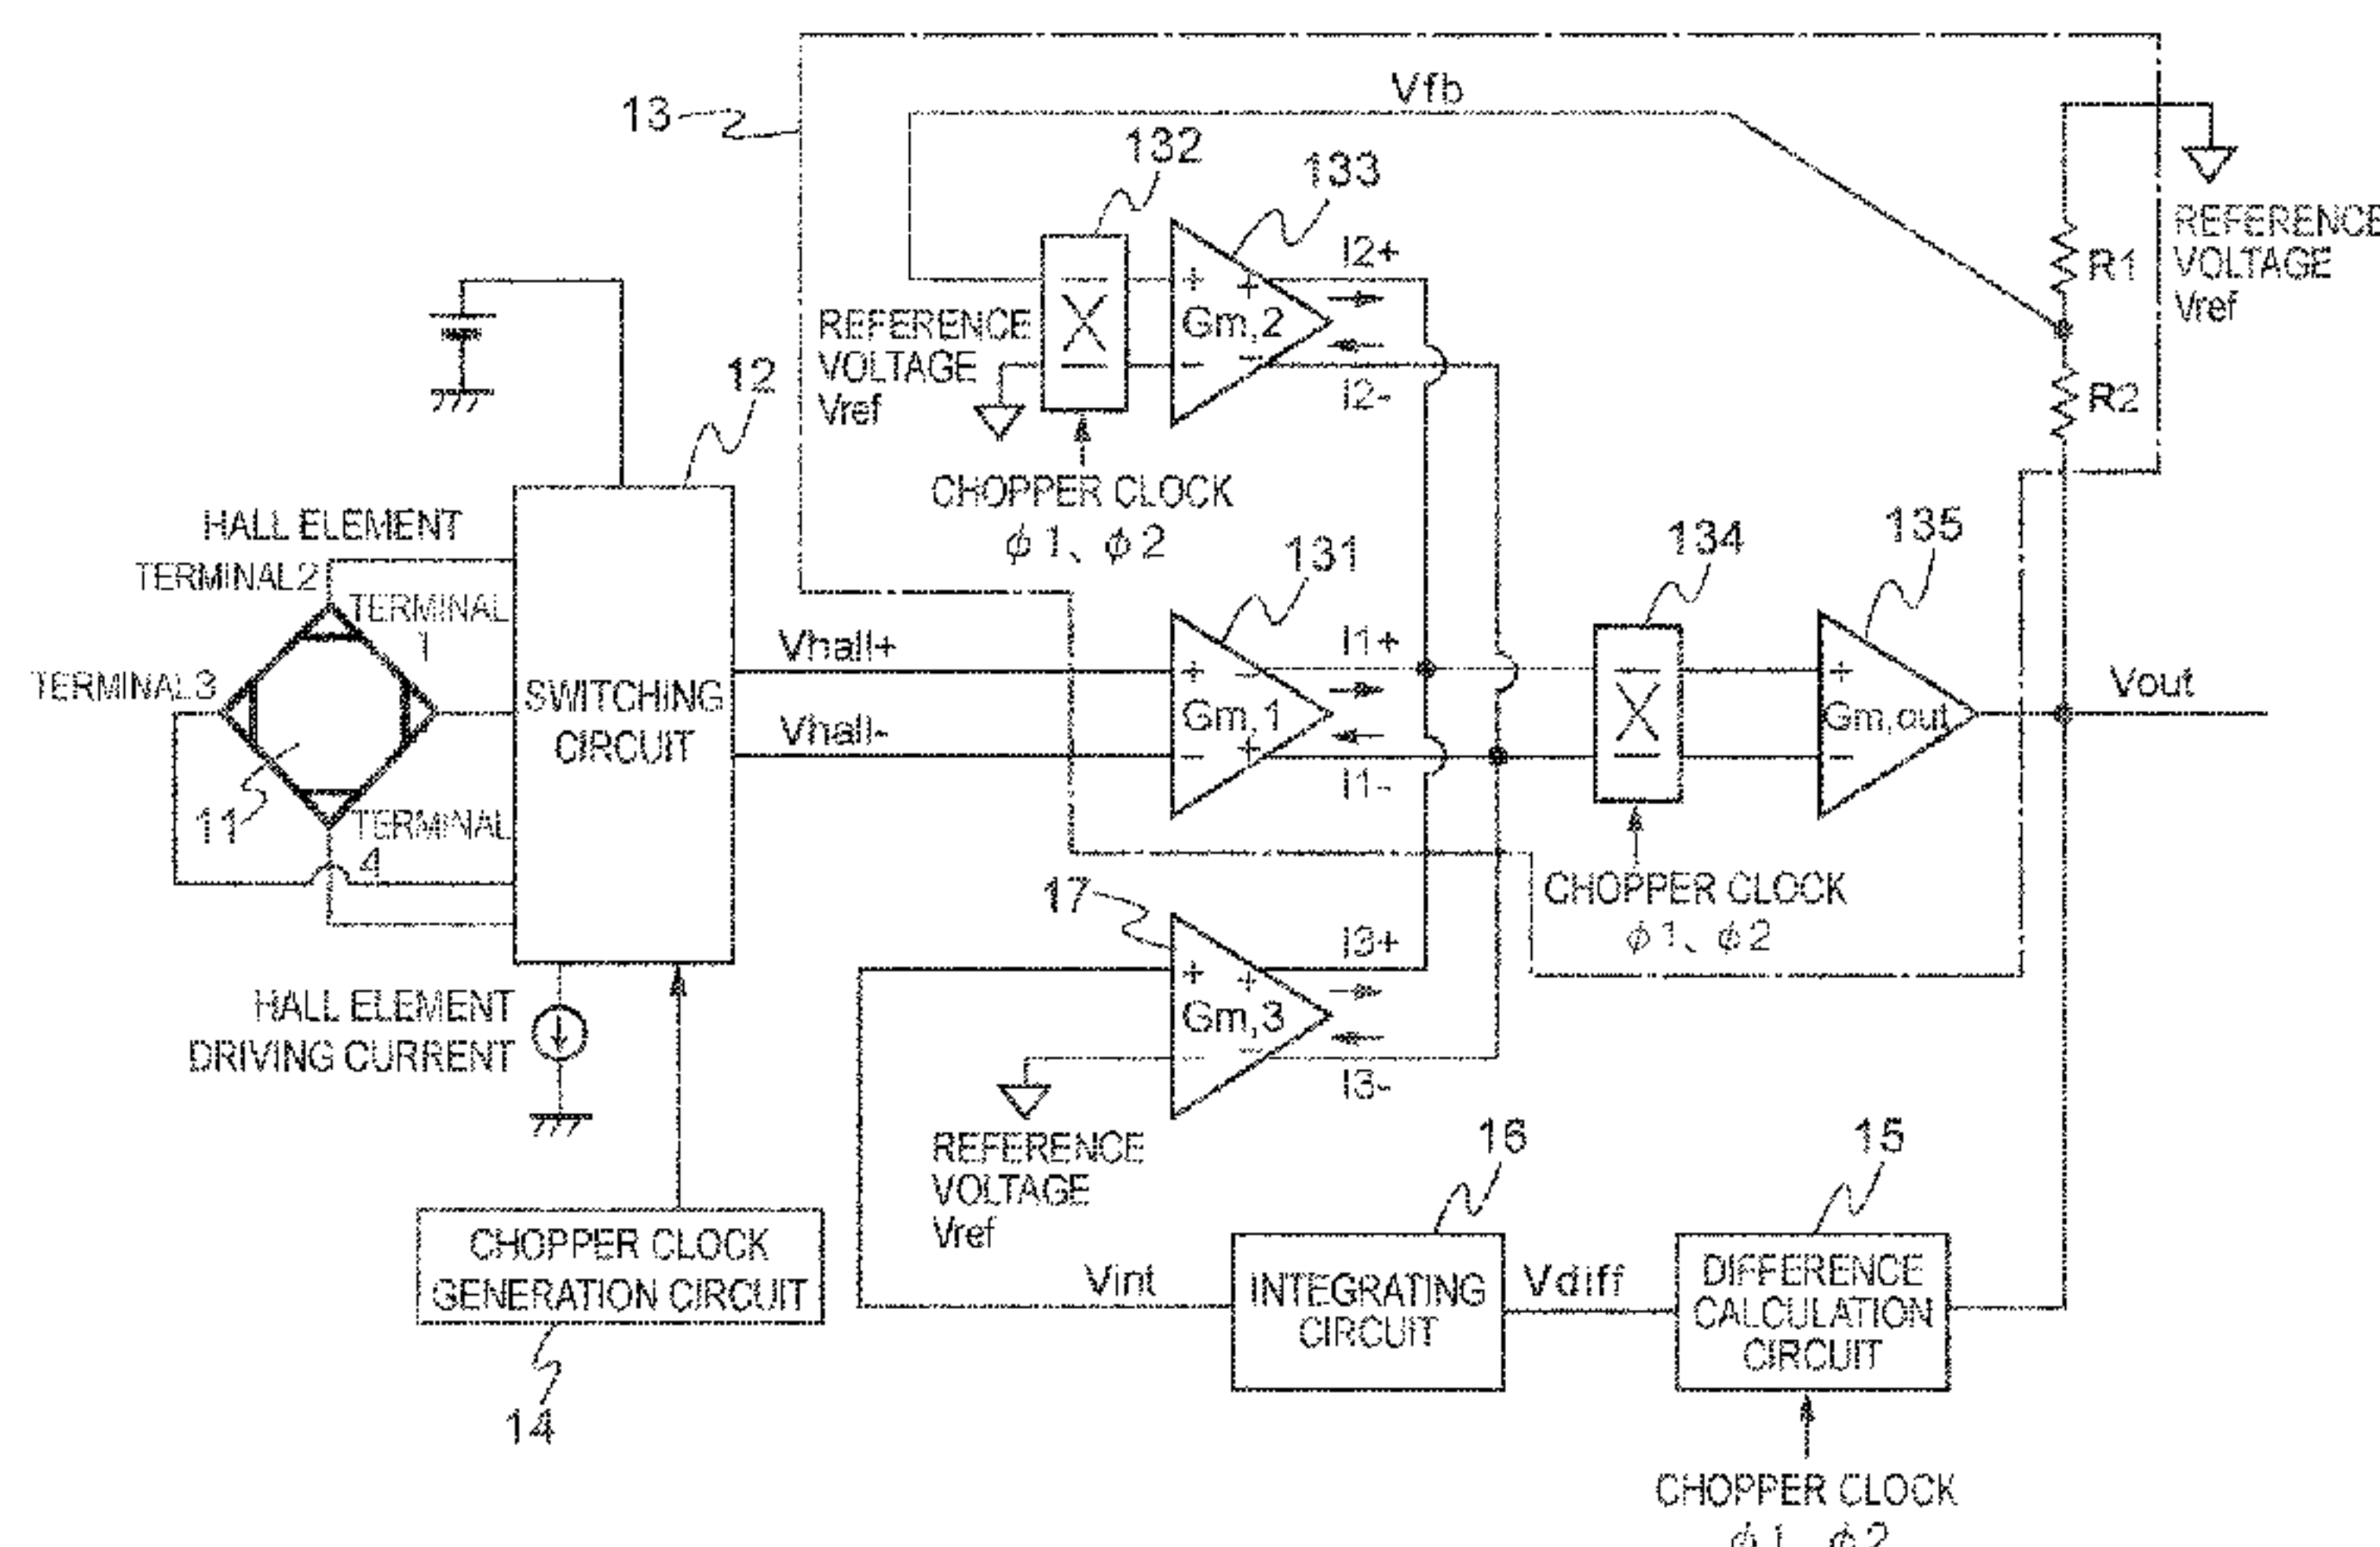 13
Vfb
132
133
REFERENCE
VOLTAGE
Vref
R1
I2+
Gm,2
I2-
REFERENCE
VOLTAGE
Vref
R2
12
CHOPPER CLOCK
ϕ1、ϕ2
HALL ELEMENT
TERMINAL2
TERMINAL
1
TERMINAL3
11
TERMINAL
4
SWITCHING
CIRCUIT
Vhall+
Vhall-
131
I1+
Gm,1
I1-
134
135
Gm,out
Vout
CHOPPER CLOCK
ϕ1、ϕ2
17
I3+
Gm,3
I3-
HALL ELEMENT
DRIVING CURRENT
REFERENCE
VOLTAGE
Vref
16
15
CHOPPER CLOCK
GENERATION CIRCUIT
14
Vint
INTEGRATING
CIRCUIT
Vdiff
DIFFERENCE
CALCULATION
CIRCUIT
CHOPPER CLOCK
ϕ1、ϕ2